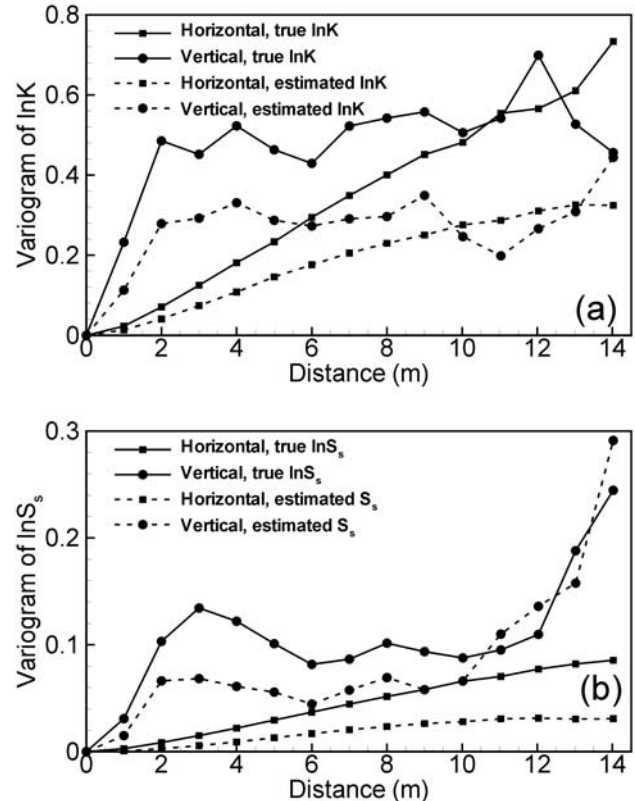 0.8
0.6
0.4
0.2
0
Variogram of lnK
Horizontal, true lnK
Vertical, true lnK
Horizontal, estimated lnK
Vertical, estimated lnK
(a)
0 2 4 6 8 10 12 14
Distance (m)
0.3
0.2
0.1
0
Variogram of lnSs
Horizontal, true lnSs
Vertical, true lnSs
Horizontal, estimated Ss
Vertical, estimated Ss
(b)
0 2 4 6 8 10 12 14
Distance (m)